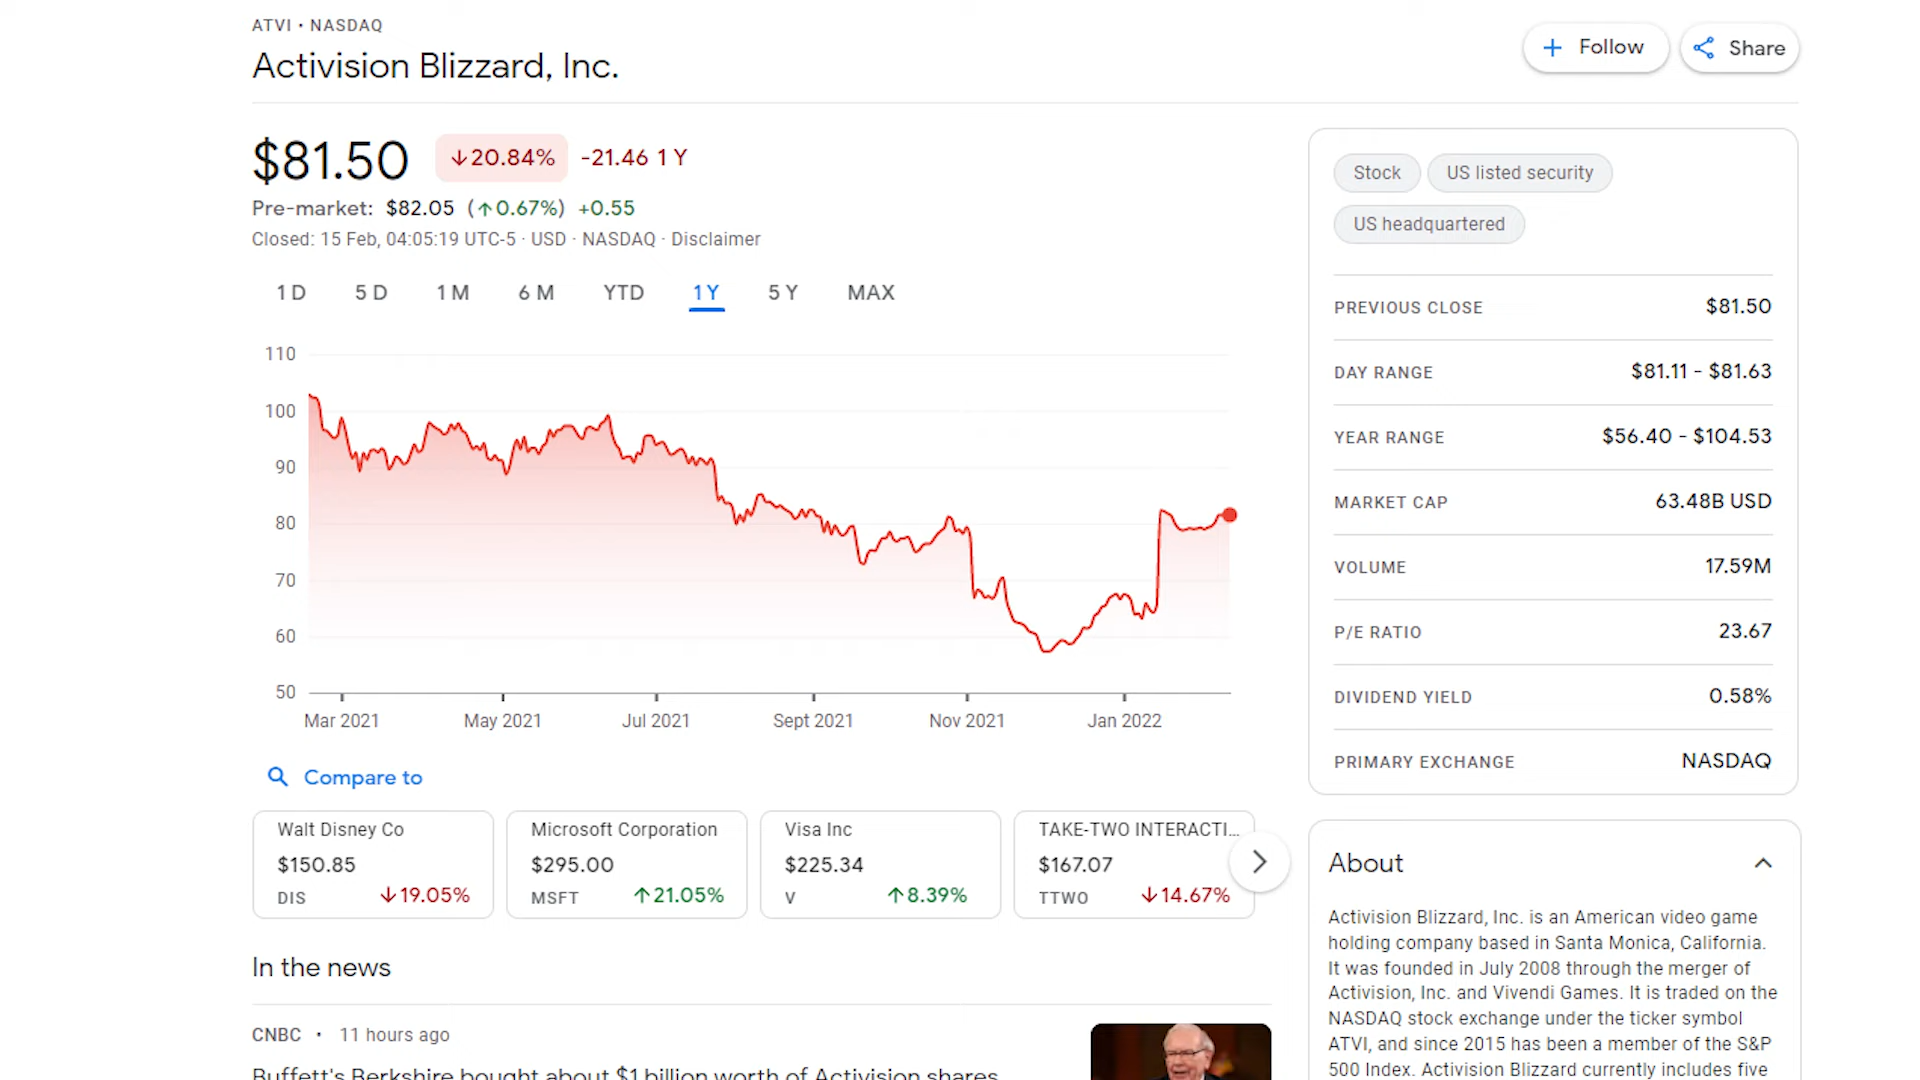 ATVI • NASDAQ
Activision Blizzard, Inc.
Follow
Share
$81.50
↓20.84%
-21.46 1 Y
Pre-market: $82.05 (↑0.67%) +0.55
Closed: 15 Feb, 04:05:19 UTC-5 · USD · NASDAQ · Disclaimer
1 D 5 D 1 M 6 M YTD 1 Y 5 Y MAX
110
100
90
80
70
60
50
Mar 2021 May 2021 Jul 2021 Sept 2021 Nov 2021 Jan 2022
Compare to
Walt Disney Co
$150.85
DIS ↓19.05%
Microsoft Corporation
$295.00
MSFT ↑21.05%
Visa Inc
$225.34
V ↑8.39%
TAKE-TWO INTERACTI...
$167.07
TTWO ↓14.67%
In the news
CNBC • 11 hours ago
Buffett's Berkshire bought about $1 billion worth of Activision shares
Stock
US listed security
US headquartered
PREVIOUS CLOSE $81.50
DAY RANGE $81.11 - $81.63
YEAR RANGE $56.40 - $104.53
MARKET CAP 63.48B USD
VOLUME 17.59M
P/E RATIO 23.67
DIVIDEND YIELD 0.58%
PRIMARY EXCHANGE NASDAQ
About
Activision Blizzard, Inc. is an American video game
holding company based in Santa Monica, California.
It was founded in July 2008 through the merger of
Activision, Inc. and Vivendi Games. It is traded on the
NASDAQ stock exchange under the ticker symbol
ATVI, and since 2015 has been a member of the S&P
500 Index. Activision Blizzard currently includes five